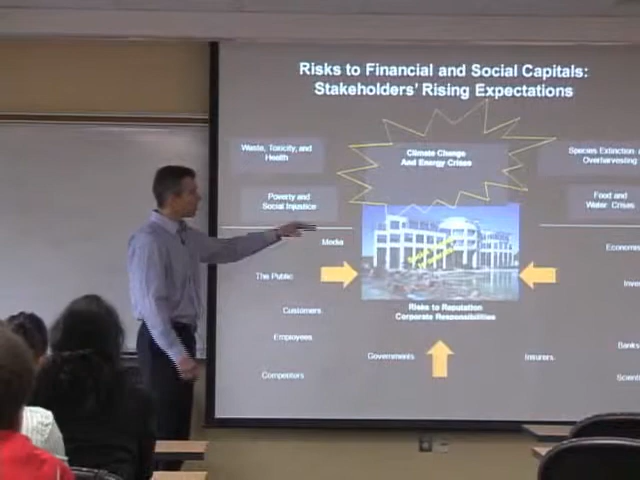 Risks to Financial and Social Capitals:
Stakeholders' Rising Expectations
Waste, Toxicity, and
Health
Climate Change
And Energy Crises
Species Extinction
Overharvesting
Poverty and
Social Injustice
Food and
Water Crises
Media
The Public
Customers
Employees
Competitors
Risks to Reputation
Corporate Responsibilities
Governments
Insurers
Banks